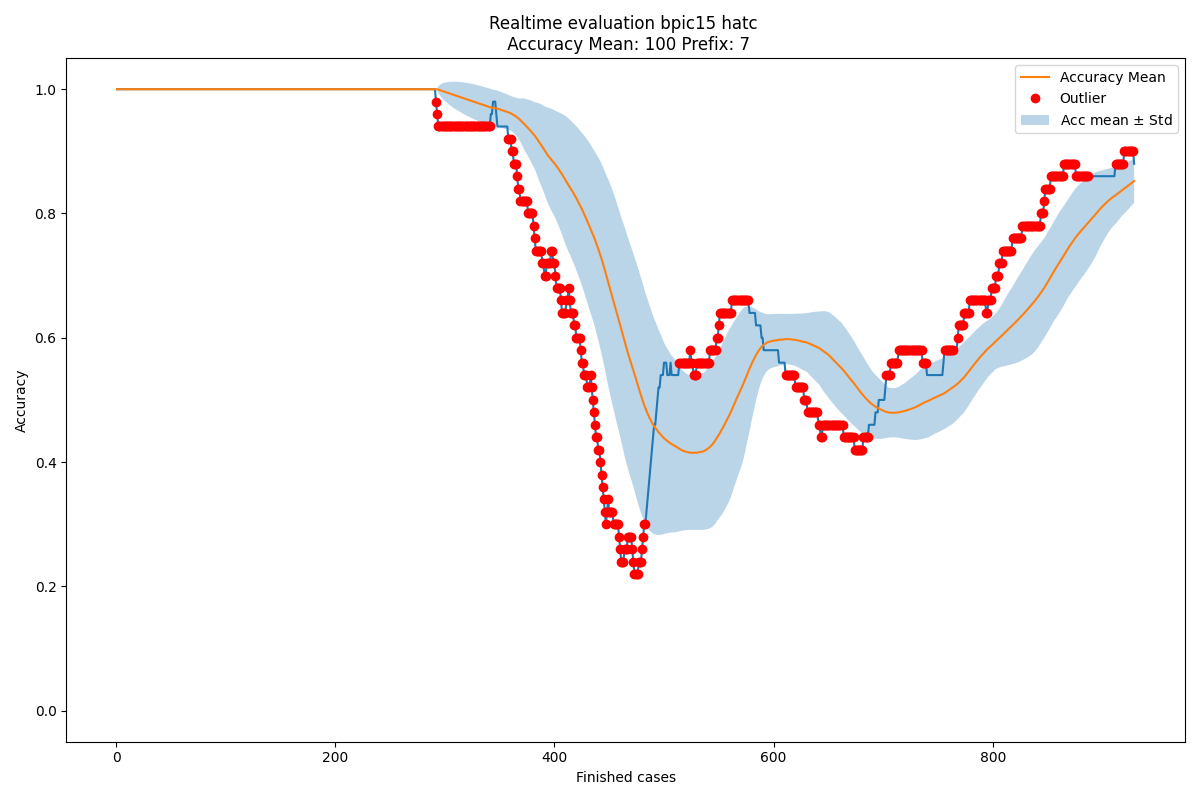 Realtime evaluation bpic15 hatc
Accuracy Mean: 100 Prefix: 7
Accuracy Mean
Outlier
Acc mean ± Std
1.0
0.8
0.6
0.4
0.2
0.0
Accuracy
0
200
400
600
800
Finished cases